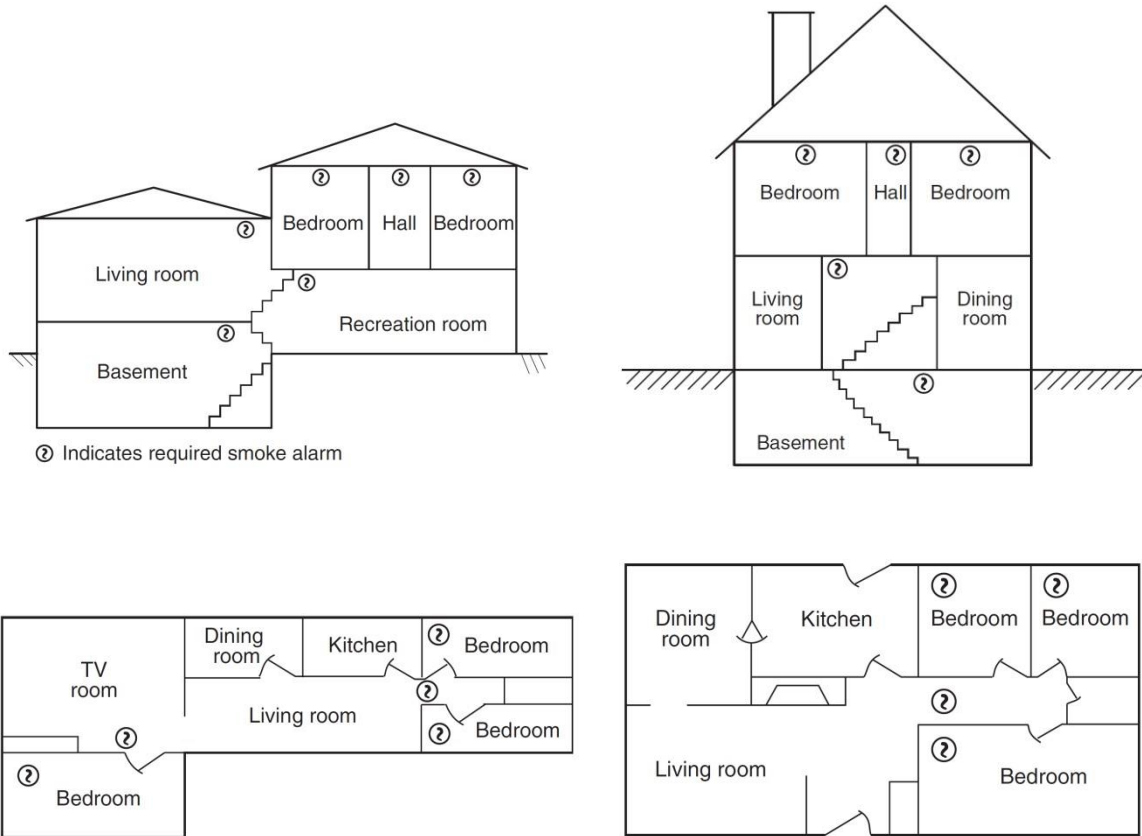 Bedroom
Hall
Bedroom
Living room
Recreation room
Basement
Indicates required smoke alarm
Bedroom
Hall
Bedroom
Living
room
Dining
room
Basement
TV
room
Dining
room
Kitchen
Bedroom
Living room
Bedroom
Bedroom
Dining
room
Kitchen
Bedroom
Bedroom
Living room
Bedroom